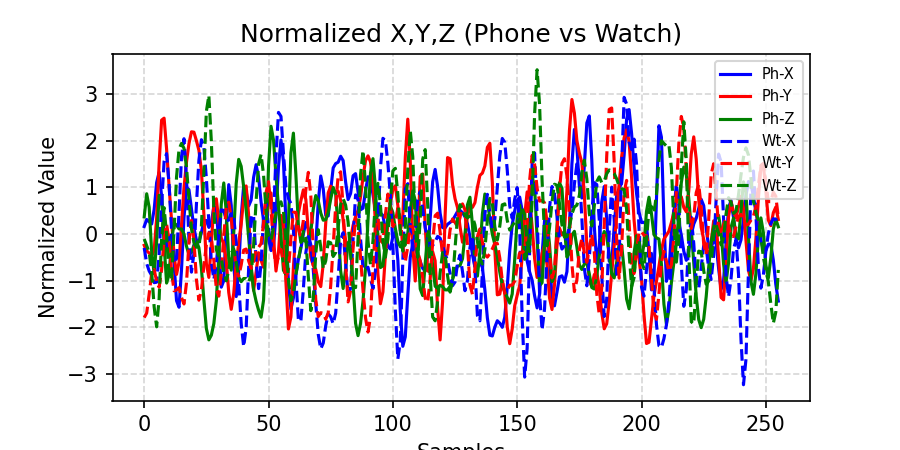 Normalized X,Y,Z (Phone vs Watch)
Normalized Value
3
2
1
0
−1
−2
−3
Ph-X
Ph-Y
Ph-Z
Wt-X
Wt-Y
Wt-Z
0 50 100 150 200 250
Samples